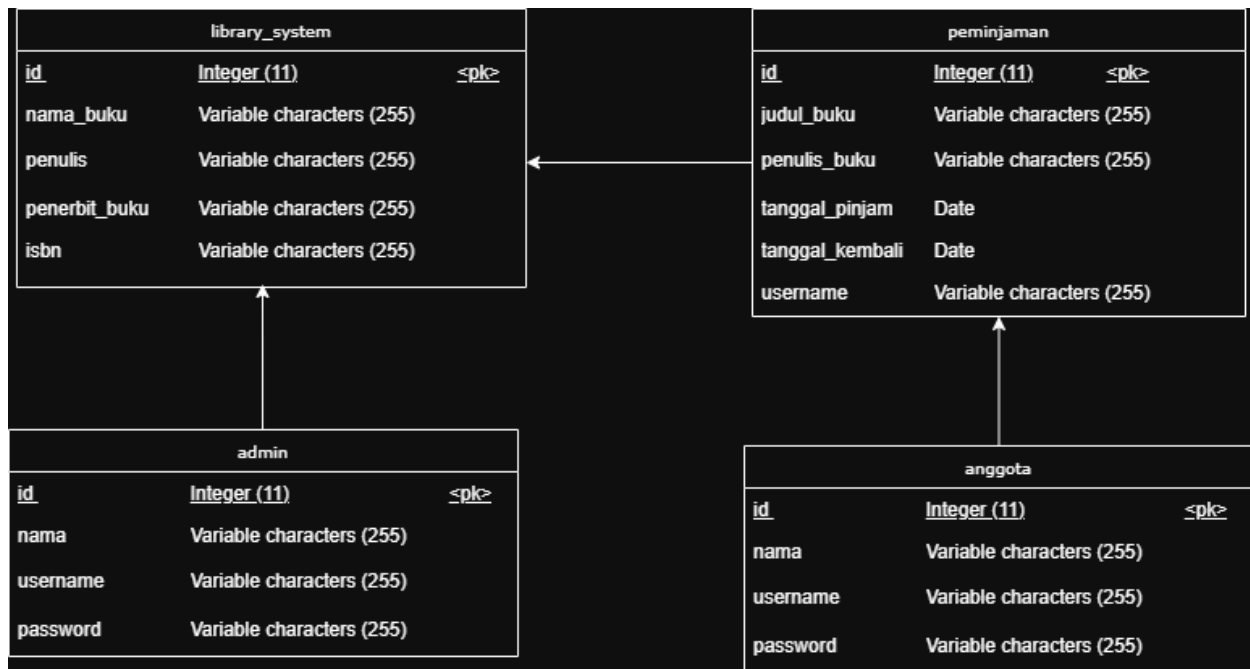 library_system
id Integer (11) <pk>
nama_buku Variable characters (255)
penulis Variable characters (255)
penerbit_buku Variable characters (255)
isbn Variable characters (255)
peminjaman
id Integer (11) <pk>
judul_buku Variable characters (255)
penulis_buku Variable characters (255)
tanggal_pinjam Date
tanggal_kembali Date
username Variable characters (255)
admin
id Integer (11) <pk>
nama Variable characters (255)
username Variable characters (255)
password Variable characters (255)
anggota
id Integer (11) <pk>
nama Variable characters (255)
username Variable characters (255)
password Variable characters (255)